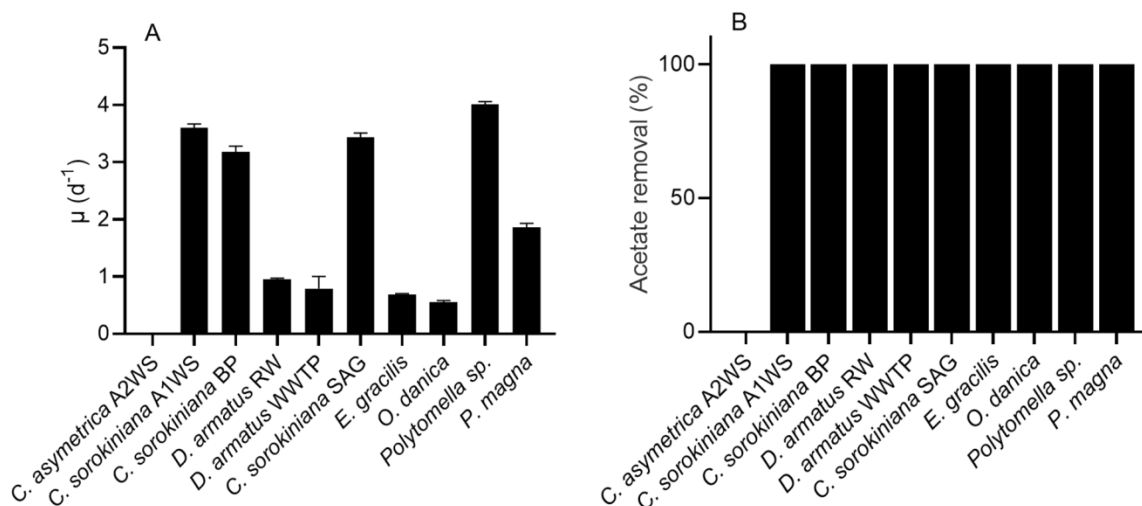 A
5
4
3
2
1
0
μ (d⁻¹)
C. asymetrica A2WS
C. sorokiniana A1WS
C. sorokiniana BP
D. armatus RW
D. armatus WWTP
C. sorokiniana SAG
E. gracilis
O. danica
Polytomella sp.
P. magna
B
100
50
0
Acetate removal (%)
C. asymetrica A2WS
C. sorokiniana A1WS
C. sorokiniana BP
D. armatus RW
D. armatus WWTP
C. sorokiniana SAG
E. gracilis
O. danica
Polytomella sp.
P. magna